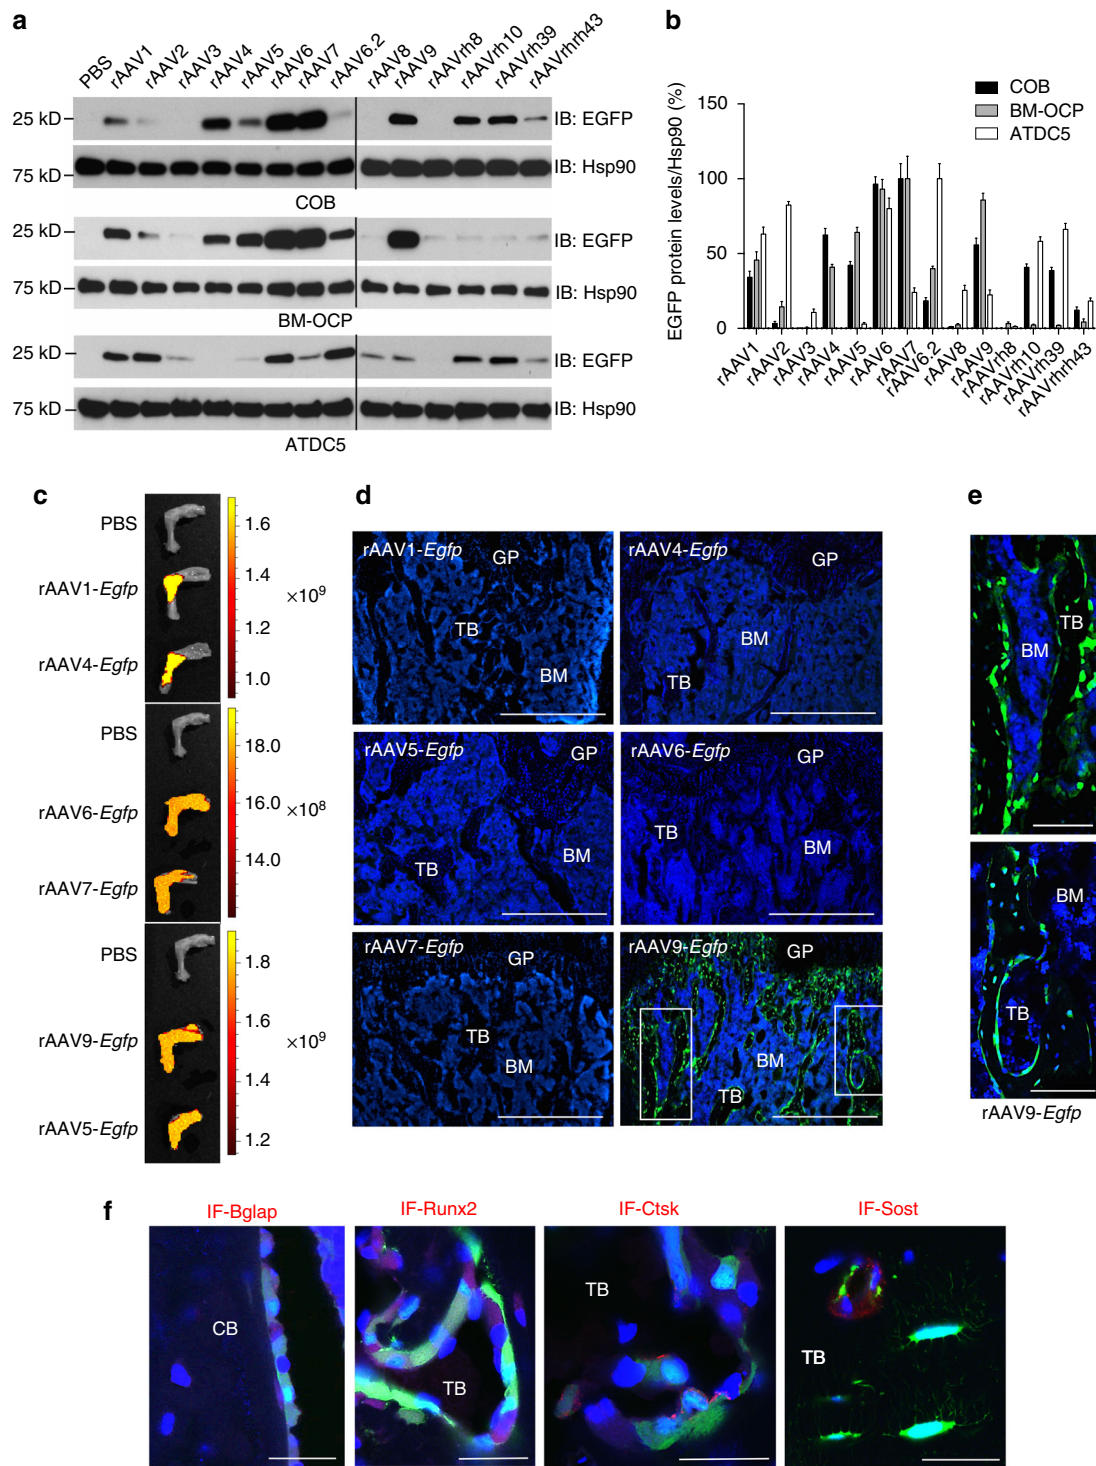 a
PBS
rAAV1
rAAV2
rAAV3
rAAV4
rAAV5
rAAV6
rAAV7
rAAV6.2
rAAV8
rAAV9
rAAVrh8
rAAVrh10
rAAVrh39
rAAVrhrh43
25 kD
IB: EGFP
75 kD
IB: Hsp90
COB
25 kD
IB: EGFP
75 kD
IB: Hsp90
BM-OCP
25 kD
IB: EGFP
75 kD
IB: Hsp90
ATDC5
b
EGFP protein levels/Hsp90 (%)
150
100
50
0
COB
BM-OCP
ATDC5
rAAV1
rAAV2
rAAV3
rAAV4
rAAV5
rAAV6
rAAV7
rAAV6.2
rAAV8
rAAV9
rAAVrh8
rAAVrh10
rAAVrh39
rAAVrhrh43
c
PBS
rAAV1-Egfp
rAAV4-Egfp
1.6
1.4
×10⁹
1.2
1.0
PBS
rAAV6-Egfp
rAAV7-Egfp
18.0
16.0
×10⁸
14.0
PBS
rAAV9-Egfp
rAAV5-Egfp
1.8
1.6
×10⁹
1.4
1.2
d
rAAV1-Egfp
GP
TB
BM
rAAV4-Egfp
GP
BM
TB
rAAV5-Egfp
GP
TB
BM
rAAV6-Egfp
GP
TB
BM
rAAV7-Egfp
GP
TB
BM
rAAV9-Egfp
GP
BM
TB
e
TB
BM
BM
TB
rAAV9-Egfp
f
IF-Bglap
CB
IF-Runx2
TB
IF-Ctsk
TB
IF-Sost
TB